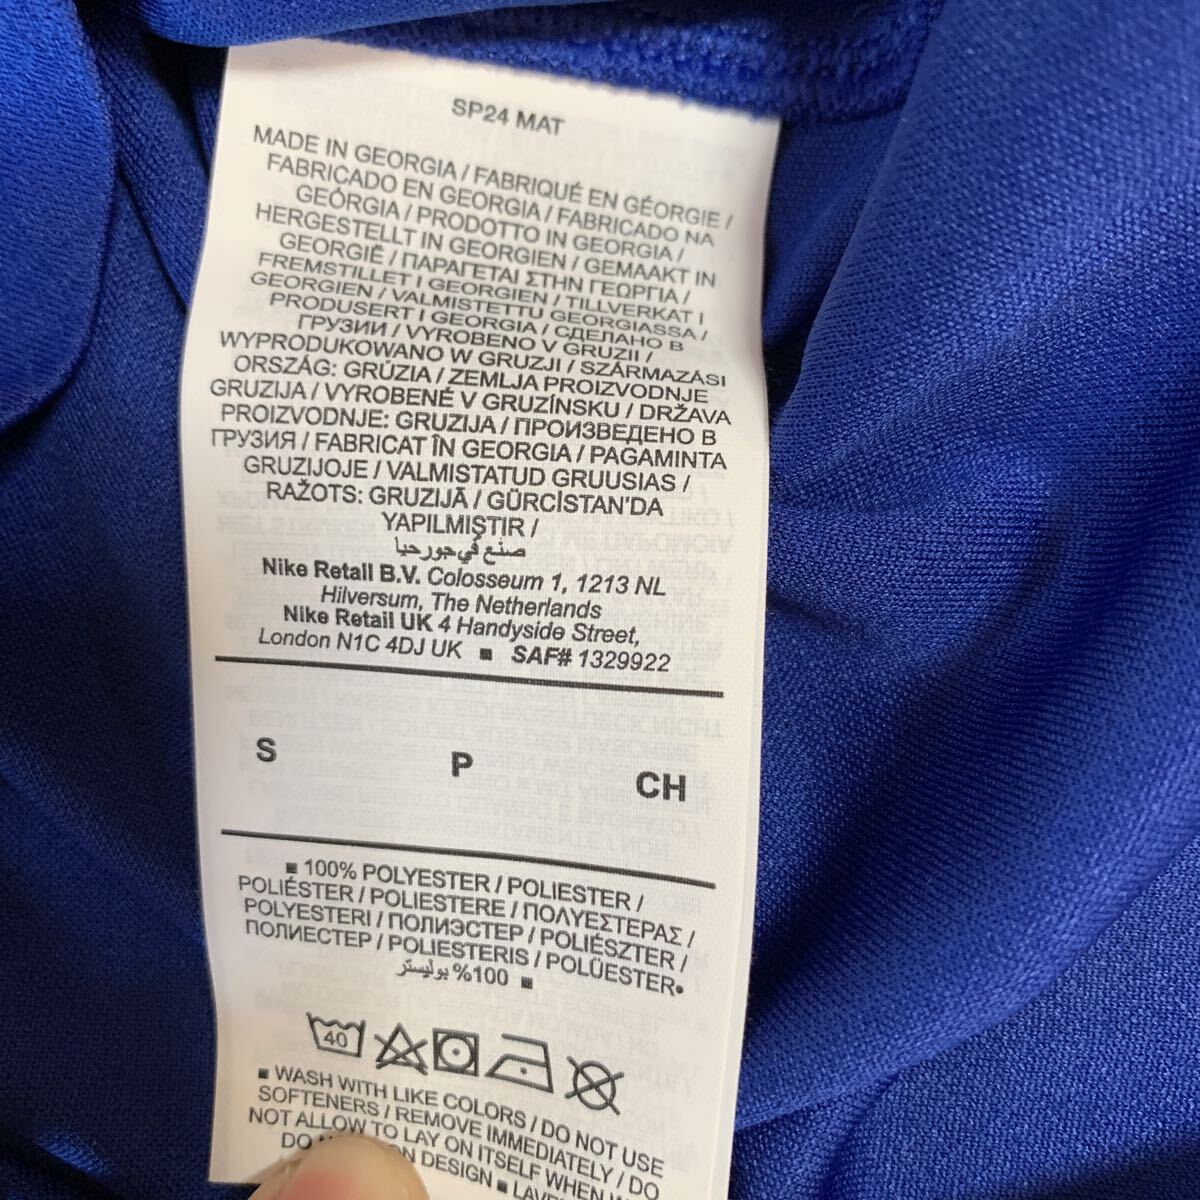 SP24 MAT
MADE IN GEORGIA / FABRIQUÉ EN GÉORGIE /
FABRICADO EN GEORGIA / FABRICADO NA
GEÓRGIA / PRODOTTO IN GEORGIA /
HERGESTELLT IN GEORGIEN / GEMAAKT IN
GEORGIË / ΠΑΡΑΓΕΤΑΙ ΣΤΗΝ ΓΕΩΡΓΙΑ /
FREMSTILLET I GEORGIEN / TILLVERKAT I
GEORGIEN / VALMISTETTU GEORGIASSA /
PRODUSERT I GEORGIA / СДЕЛАНО В
ГРУЗИИ / VYROBENO V GRUZII /
WYPRODUKOWANO W GRUZJI / SZÁRMAZÁSI
ORSZÁG: GRÚZIA / ZEMLJA PROIZVODNJE
GRUZIJA / VYROBENÉ V GRUZÍNSKU / DRŽAVA
PROIZVODNJE: GRUZIJA / ПРОИЗВЕДЕНО В
ГРУЗИЯ / FABRICAT ÎN GEORGIA / PAGAMINTA
GRUZIJOJE / VALMISTATUD GRUUSIAS /
RAŽOTS: GRUZIJĀ / GÜRCİSTAN'DA
YAPILMIŞTIR /
صنع في جورجيا
Nike Retail B.V. Colosseum 1, 1213 NL
Hilversum, The Netherlands
Nike Retail UK 4 Handyside Street,
London N1C 4DJ UK ■ SAF# 1329922
S P CH
■ 100% POLYESTER / POLIESTER /
POLIÉSTER / POLIESTERE / ΠΟΛΥΕΣΤΕΡΑΣ /
POLYESTERI / ПОЛИЭСТЕР / POLIÉSZTER /
ПОЛИЕСТЕР / POLIESTERIS / POLÜESTER•
100% بوليستر ■
40
■ WASH WITH LIKE COLORS / DO NOT USE
SOFTENERS / REMOVE IMMEDIATELY / DO
NOT ALLOW TO LAY ON ITSELF WHEN
DO ON DESIGN ■